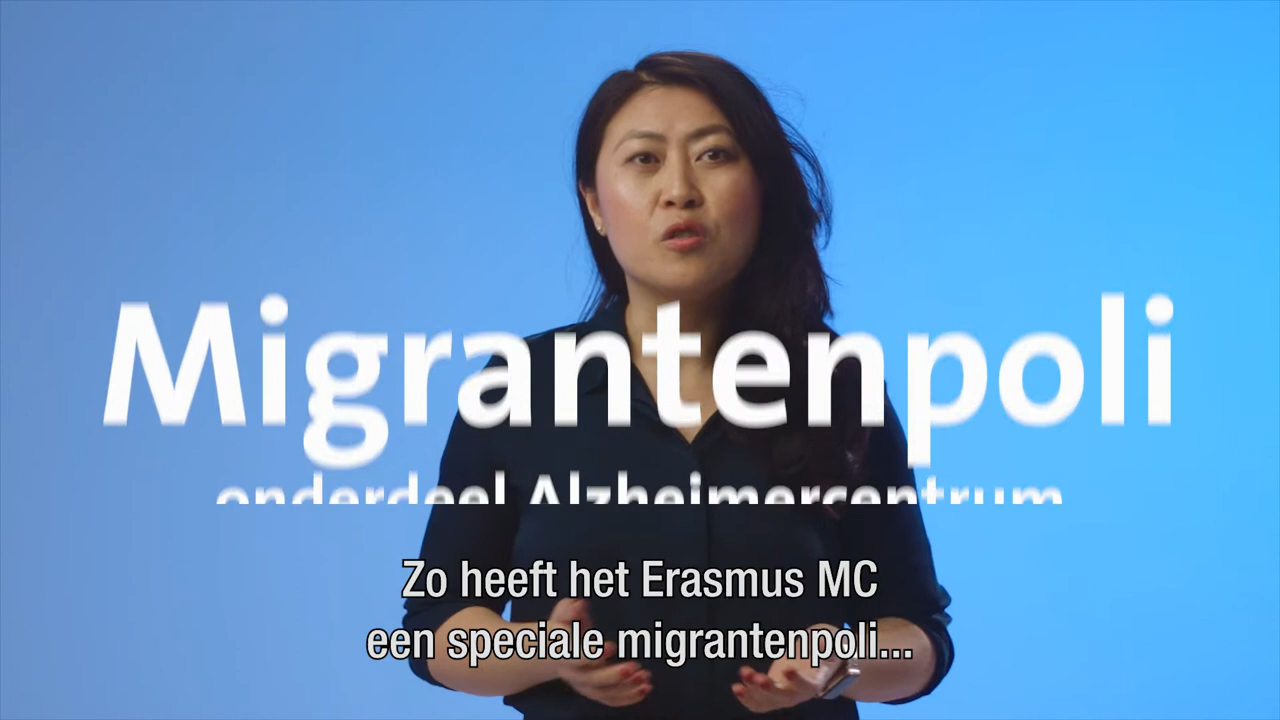 Migrantenpoli
onderdeel Alzheimercentrum
Zo heeft het Erasmus MC
een speciale migrantenpoli...